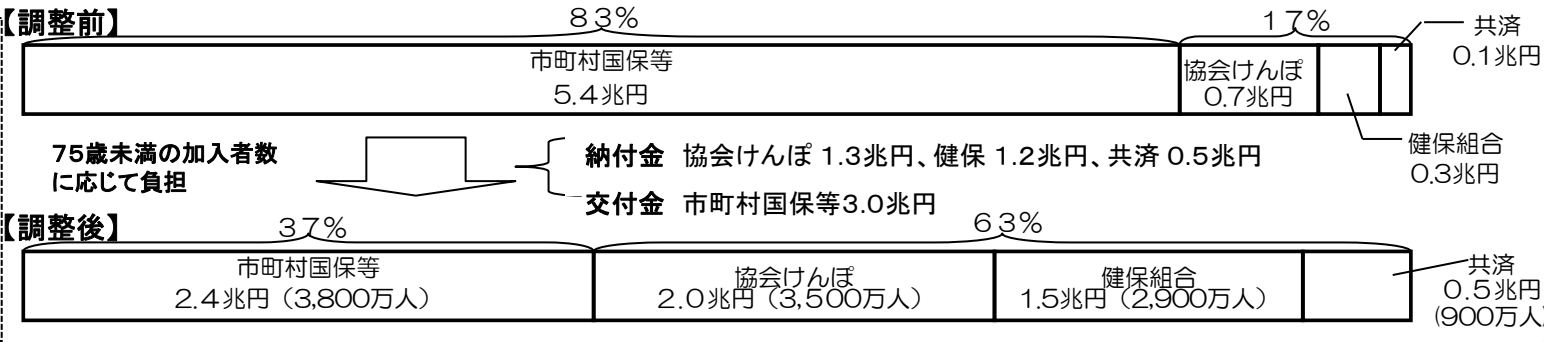 【調整前】
83%
17%
共済
0.1兆円
市町村国保等
5.4兆円
協会けんぽ
0.7兆円
健保組合
0.3兆円
75歳未満の加入者数
に応じて負担
納付金 協会けんぽ 1.3兆円、健保 1.2兆円、共済 0.5兆円
交付金 市町村国保等3.0兆円
【調整後】
37%
63%
市町村国保等
2.4兆円（3,800万人）
協会けんぽ
2.0兆円（3,500万人）
健保組合
1.5兆円（2,900万人）
共済
0.5兆円
(900万人)